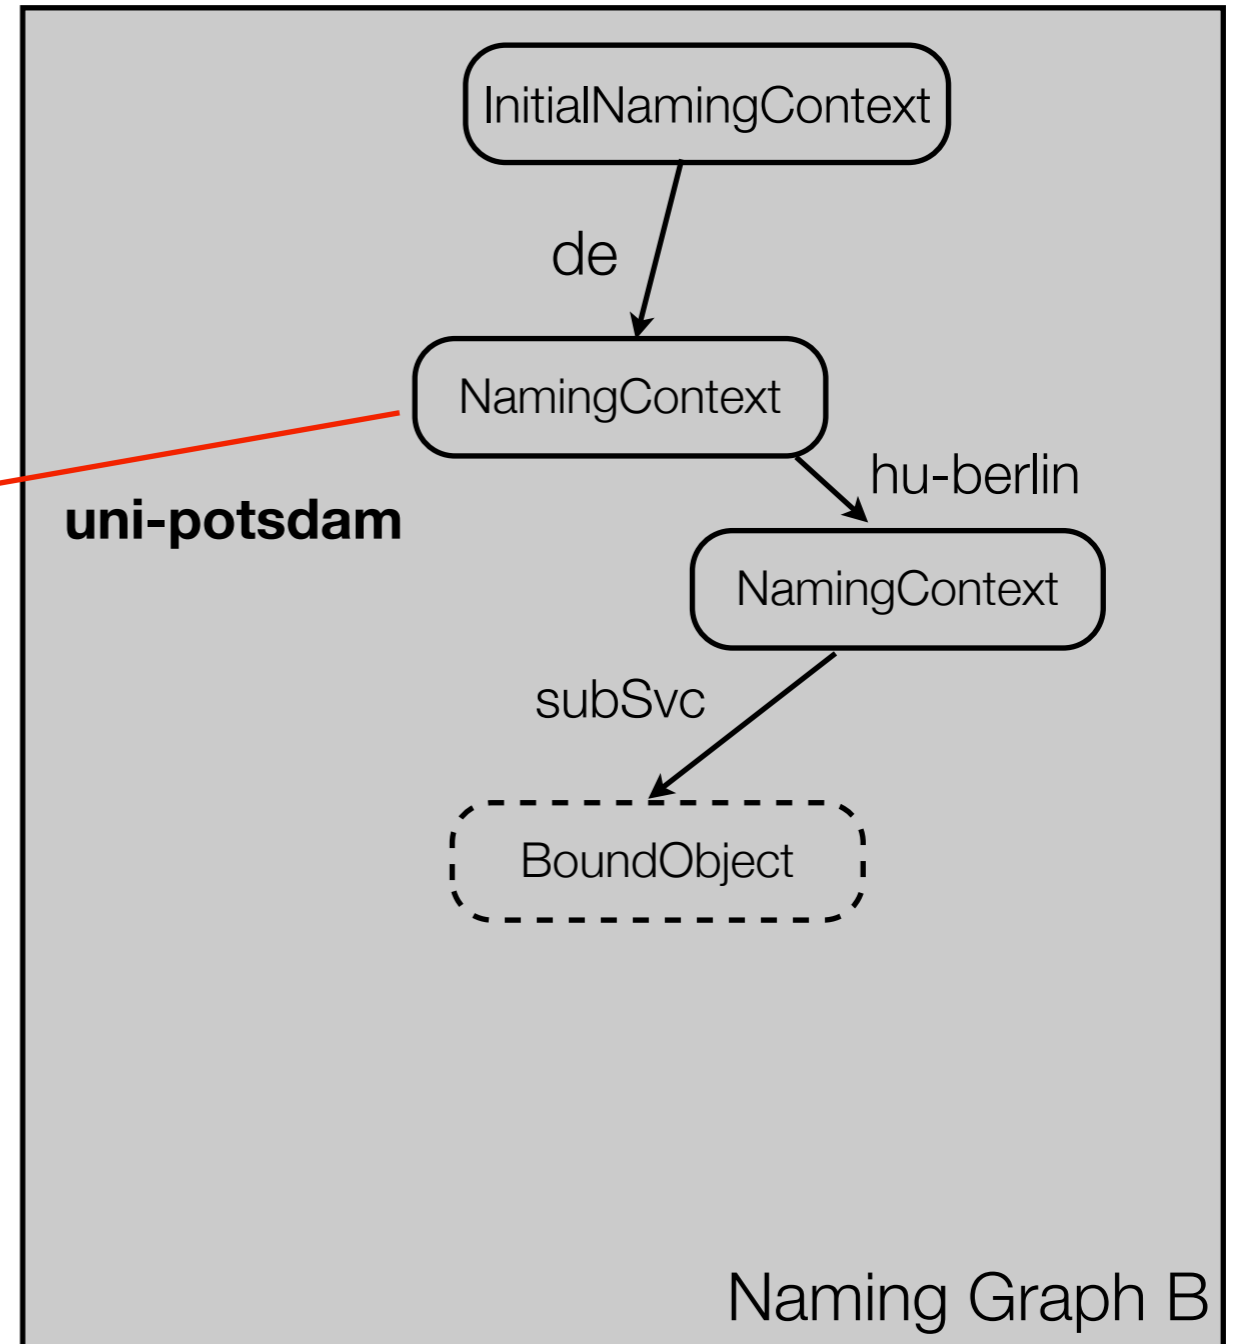 InitialNamingContext
de
NamingContext
hu-berlin
uni-potsdam
NamingContext
subSvc
BoundObject
Naming Graph B